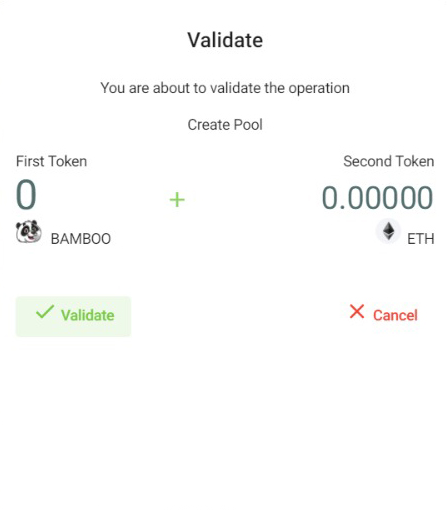 Validate
You are about to validate the operation
Create Pool
First Token Second Token
0 + 0.00000
BAMBOO ETH
Validate Cancel